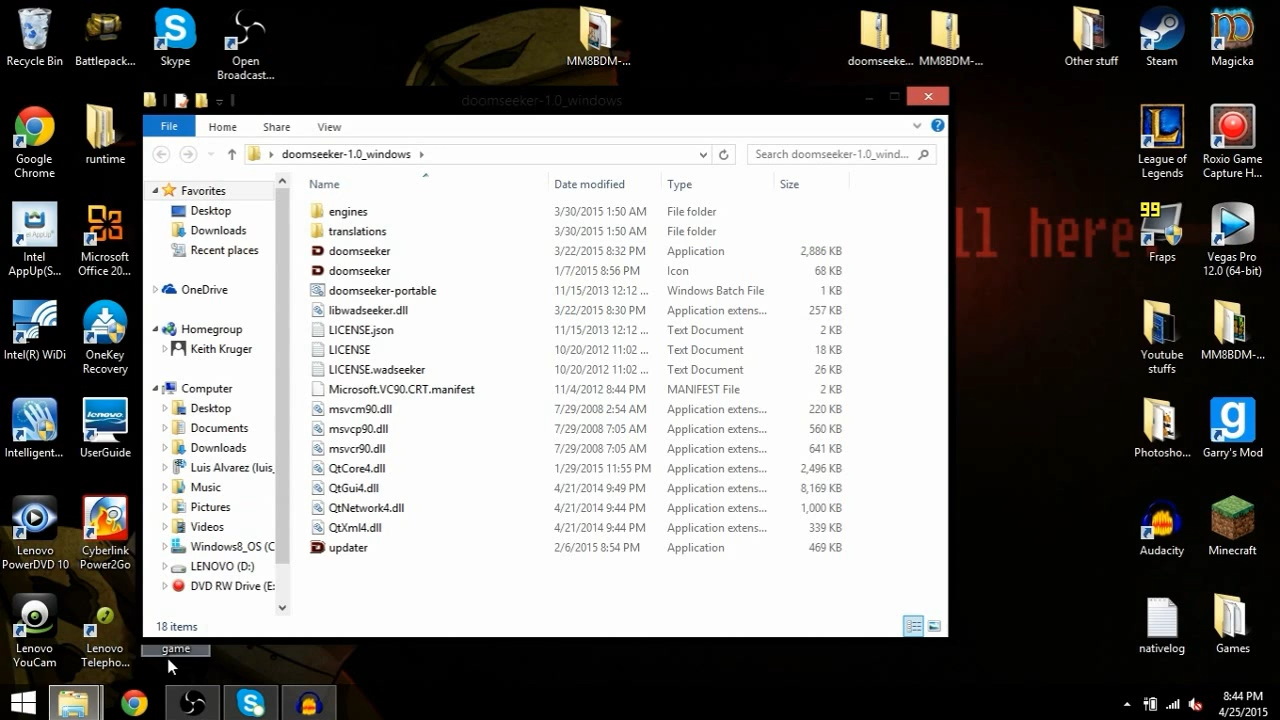 Recycle Bin
Battlepack...
Skype
Open
Broadcast...
MM8BDM-...
doomseeke...
MM8BDM-...
Other stuff
Steam
Magicka
doomseeker-1.0_windows
File
Home
Share
View
doomseeker-1.0_windows
Search doomseeker-1.0_wind...
Name
Date modified
Type
Size
engines
3/30/2015 1:50 AM
File folder
translations
3/30/2015 1:50 AM
File folder
doomseeker
3/22/2015 8:32 PM
Application
2,886 KB
doomseeker
1/7/2015 8:56 PM
Icon
68 KB
doomseeker-portable
11/15/2013 12:12 ...
Windows Batch File
1 KB
libwadseeker.dll
3/22/2015 8:30 PM
Application extens...
257 KB
LICENSE.json
11/15/2013 12:12 ...
Text Document
2 KB
LICENSE
10/20/2012 11:02 ...
Text Document
18 KB
LICENSE.wadseeker
10/20/2012 11:02 ...
Text Document
26 KB
Microsoft.VC90.CRT.manifest
11/4/2012 8:44 PM
MANIFEST File
2 KB
msvcm90.dll
7/29/2008 2:54 AM
Application extens...
220 KB
msvcp90.dll
7/29/2008 7:05 AM
Application extens...
560 KB
msvcr90.dll
7/29/2008 7:05 AM
Application extens...
641 KB
QtCore4.dll
1/29/2015 11:55 PM
Application extens...
2,496 KB
QtGui4.dll
4/21/2014 9:49 PM
Application extens...
8,169 KB
QtNetwork4.dll
4/21/2014 9:44 PM
Application extens...
1,000 KB
QtXml4.dll
4/21/2014 9:44 PM
Application extens...
339 KB
updater
2/6/2015 8:54 PM
Application
469 KB
Favorites
Desktop
Downloads
Recent places
OneDrive
Homegroup
Keith Kruger
Computer
Desktop
Documents
Downloads
Luis Alvarez (luis_
Music
Pictures
Videos
Windows8_OS (C
LENOVO (D:)
DVD RW Drive (E:
18 items
Google
Chrome
runtime
Intel
AppUp(S...
Microsoft
Office 20...
Intel(R) WiDi
OneKey
Recovery
Intelligent...
lenovo
UserGuide
Lenovo
PowerDVD 10
Cyberlink
Power2Go
Lenovo
YouCam
Lenovo
Telepho...
game
ll here.
League of
Legends
Roxio Game
Capture H...
99
Fraps
Vegas Pro
12.0 (64-bit)
Youtube
stuffs
MM8BDM-...
Photosho...
Garry's Mod
Audacity
Minecraft
nativelog
Games
8:44 PM
4/25/2015